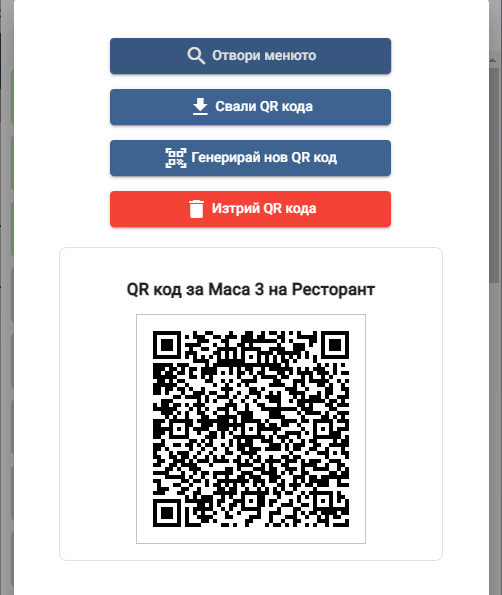 Отвори менюто
Свали QR кода
Генерирай нов QR код
Изтрий QR кода
QR код за Маса 3 на Ресторант